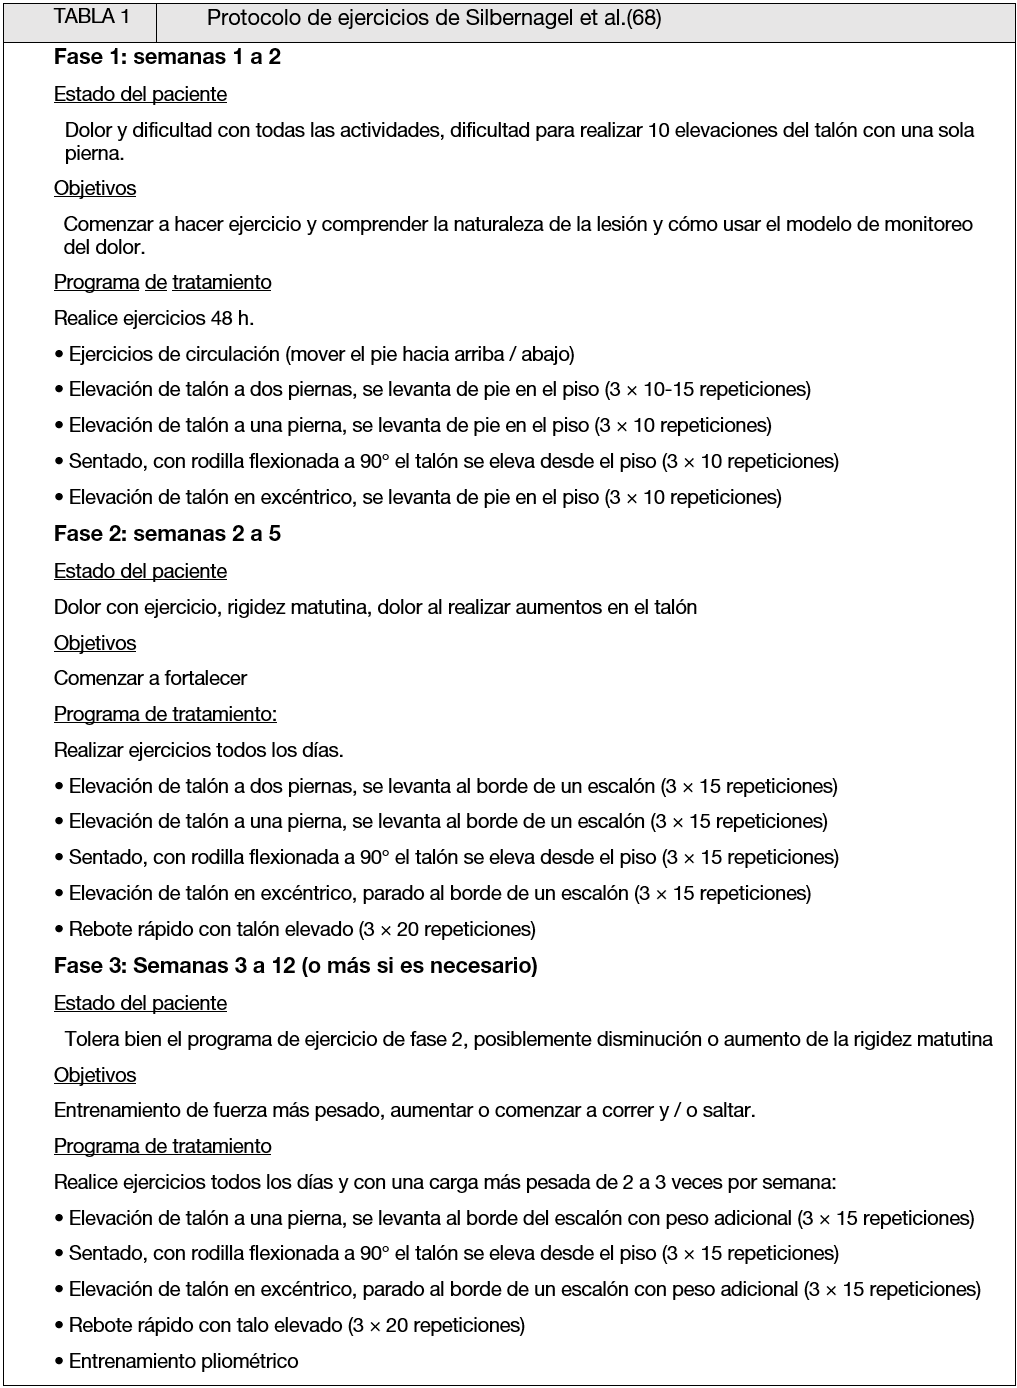 TABLA 1 Protocolo de ejercicios de Silbernagel et al.(68)
Fase 1: semanas 1 a 2
Estado del paciente
Dolor y dificultad con todas las actividades, dificultad para realizar 10 elevaciones del talón con una sola
pierna.
Objetivos
Comenzar a hacer ejercicio y comprender la naturaleza de la lesión y cómo usar el modelo de monitoreo
del dolor.
Programa de tratamiento
Realice ejercicios 48 h.
• Ejercicios de circulación (mover el pie hacia arriba / abajo)
• Elevación de talón a dos piernas, se levanta de pie en el piso (3 × 10-15 repeticiones)
• Elevación de talón a una pierna, se levanta de pie en el piso (3 × 10 repeticiones)
• Sentado, con rodilla flexionada a 90° el talón se eleva desde el piso (3 × 10 repeticiones)
• Elevación de talón en excéntrico, se levanta de pie en el piso (3 × 10 repeticiones)
Fase 2: semanas 2 a 5
Estado del paciente
Dolor con ejercicio, rigidez matutina, dolor al realizar aumentos en el talón
Objetivos
Comenzar a fortalecer
Programa de tratamiento:
Realizar ejercicios todos los días.
• Elevación de talón a dos piernas, se levanta al borde de un escalón (3 × 15 repeticiones)
• Elevación de talón a una pierna, se levanta al borde de un escalón (3 × 15 repeticiones)
• Sentado, con rodilla flexionada a 90° el talón se eleva desde el piso (3 × 15 repeticiones)
• Elevación de talón en excéntrico, parado al borde de un escalón (3 × 15 repeticiones)
• Rebote rápido con talón elevado (3 × 20 repeticiones)
Fase 3: Semanas 3 a 12 (o más si es necesario)
Estado del paciente
Tolera bien el programa de ejercicio de fase 2, posiblemente disminución o aumento de la rigidez matutina
Objetivos
Entrenamiento de fuerza más pesado, aumentar o comenzar a correr y / o saltar.
Programa de tratamiento
Realice ejercicios todos los días y con una carga más pesada de 2 a 3 veces por semana:
• Elevación de talón a una pierna, se levanta al borde del escalón con peso adicional (3 × 15 repeticiones)
• Sentado, con rodilla flexionada a 90° el talón se eleva desde el piso (3 × 15 repeticiones)
• Elevación de talón en excéntrico, parado al borde de un escalón con peso adicional (3 × 15 repeticiones)
• Rebote rápido con talo elevado (3 × 20 repeticiones)
• Entrenamiento pliométrico